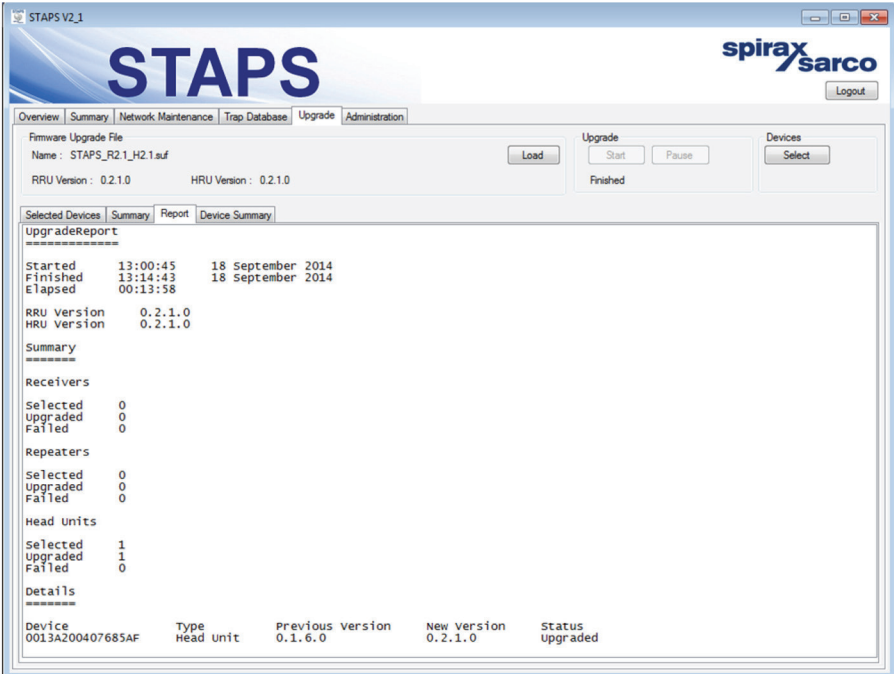 STAPS V2_1
STAPS
spirax sarco
Logout
Overview Summary Network Maintenance Trap Database Upgrade Administration
Firmware Upgrade File
Name : STAPS_R2.1_H2.1.suf
Load
RRU Version : 0.2.1.0 HRU Version : 0.2.1.0
Upgrade
Start Pause
Finished
Devices
Select
Selected Devices Summary Report Device Summary
UpgradeReport
=============
Started 13:00:45 18 September 2014
Finished 13:14:43 18 September 2014
Elapsed 00:13:58
RRU Version 0.2.1.0
HRU Version 0.2.1.0
Summary
=======
Receivers
Selected 0
Upgraded 0
Failed 0
Repeaters
Selected 0
Upgraded 0
Failed 0
Head Units
Selected 1
Upgraded 1
Failed 0
Details
=======
Device Type Previous Version New Version Status
0013A200407685AF Head Unit 0.1.6.0 0.2.1.0 Upgraded